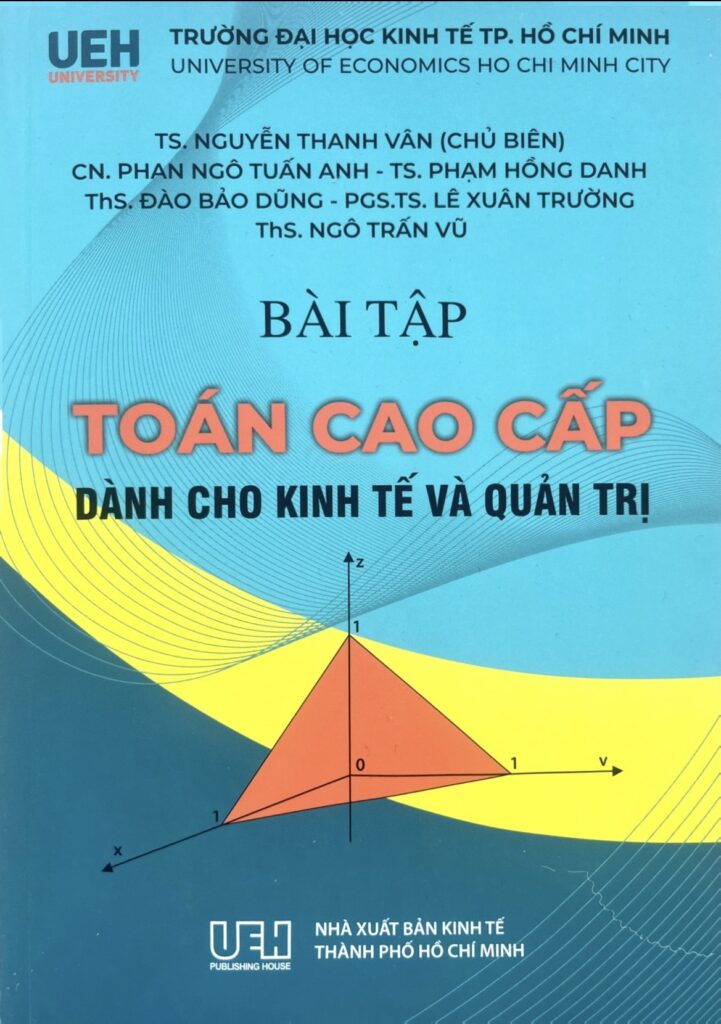 UEH
UNIVERSITY
TRƯỜNG ĐẠI HỌC KINH TẾ TP. HỒ CHÍ MINH
UNIVERSITY OF ECONOMICS HO CHI MINH CITY
TS. NGUYỄN THANH VÂN (CHỦ BIÊN)
CN. PHAN NGÔ TUẤN ANH - TS. PHẠM HỒNG DANH
ThS. ĐÀO BẢO DŨNG - PGS.TS. LÊ XUÂN TRƯỜNG
ThS. NGÔ TRẤN VŨ
BÀI TẬP
TOÁN CAO CẤP
DÀNH CHO KINH TẾ VÀ QUẢN TRỊ
z
1
0
1
v
1
x
UEH
PUBLISHING HOUSE
NHÀ XUẤT BẢN KINH TẾ
THÀNH PHỐ HỒ CHÍ MINH